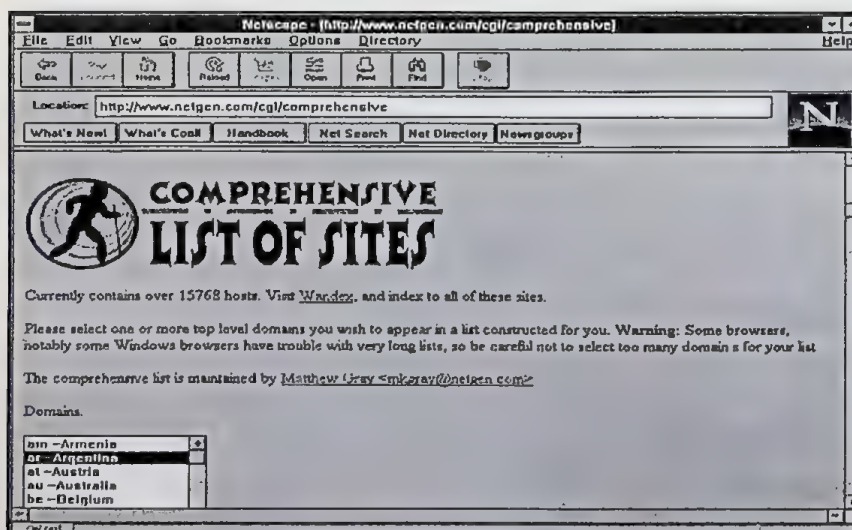 Netscape - [http://www.netgen.com/cgi/comprehensive]
File Edit View Go Bookmarks Options Directory Help
Back Home Reload Open Print Find
Location: http://www.netgen.com/cgi/comprehensive
What's New! What's Cool! Handbook Net Search Net Directory Newsgroups
N
COMPREHENSIVE
LIST OF SITES
Currently contains over 15768 hosts. Visit Wandex, and index to all of these sites.
Please select one or more top level domains you wish to appear in a list constructed for you. Warning: Some browsers,
notably some Windows browsers have trouble with very long lists, so be careful not to select too many domain s for your list
The comprehensive list is maintained by Matthew Gray <mkgray@netgen com>
Domains.
am -Armenia
ar -Argentina
at -Austria
au -Australia
be -Belgium